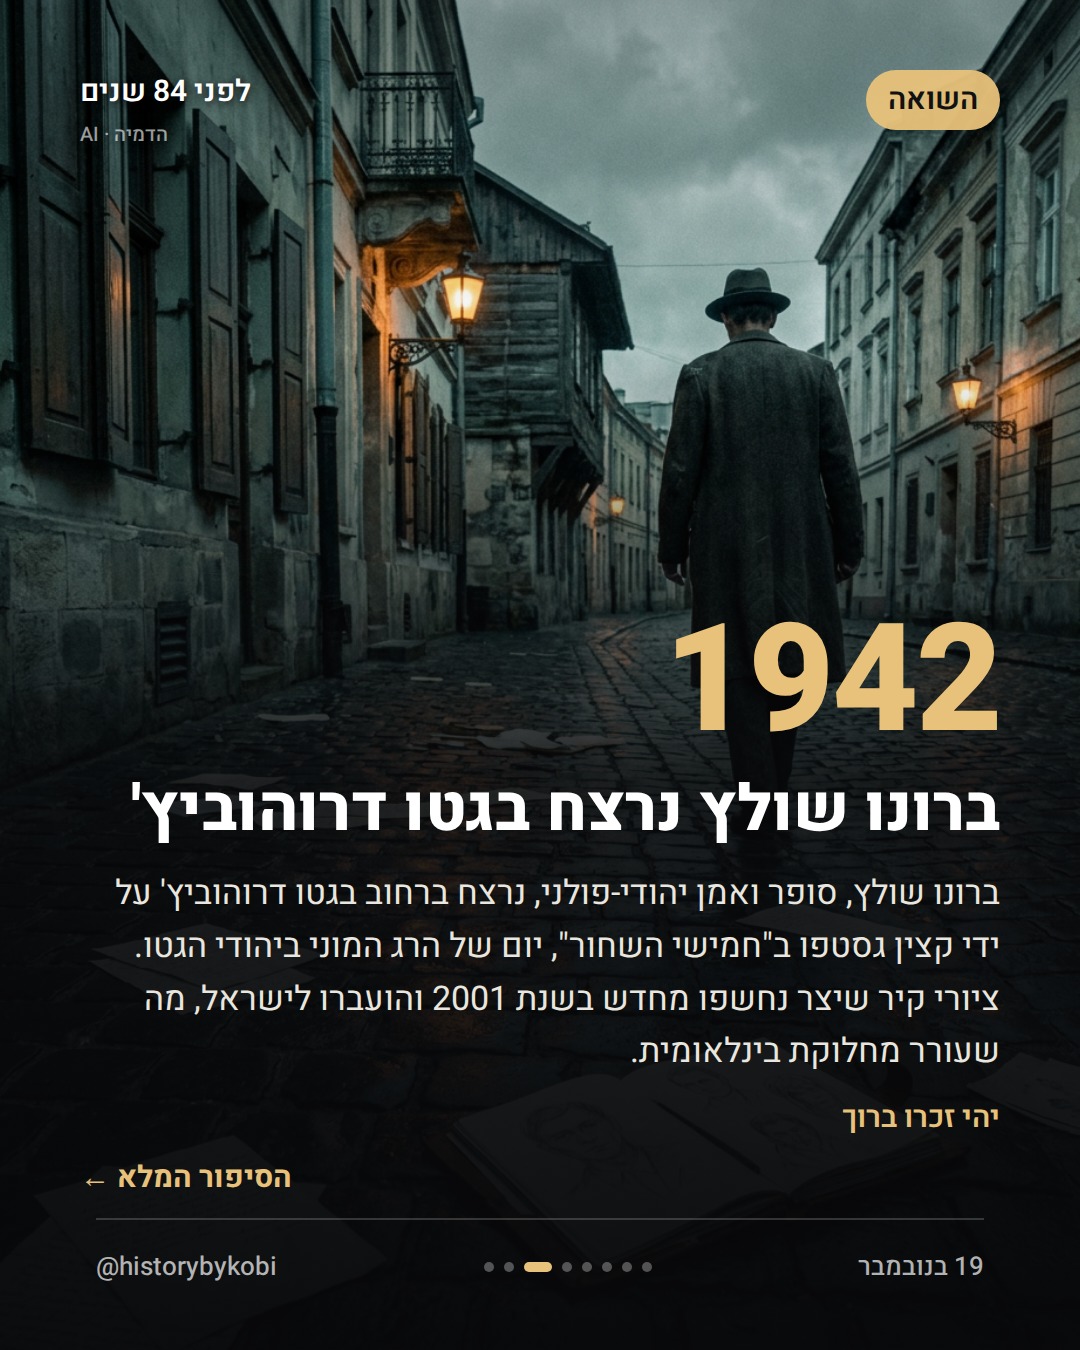 השואה
לפני 84 שנים
הדמיה · AI
1942
ברונו שולץ נרצח בגטו דרוהוביץ'
ברונו שולץ, סופר ואמן יהודי-פולני, נרצח ברחוב בגטו דרוהוביץ' על
ידי קצין גסטפו ב"חמישי השחור", יום של הרג המוני ביהודי הגטו.
ציורי קיר שיצר נחשפו מחדש בשנת 2001 והועברו לישראל, מה
שעורר מחלוקת בינלאומית.
יהי זכרו ברוך
הסיפור המלא ←
19 בנובמבר
@historybykobi